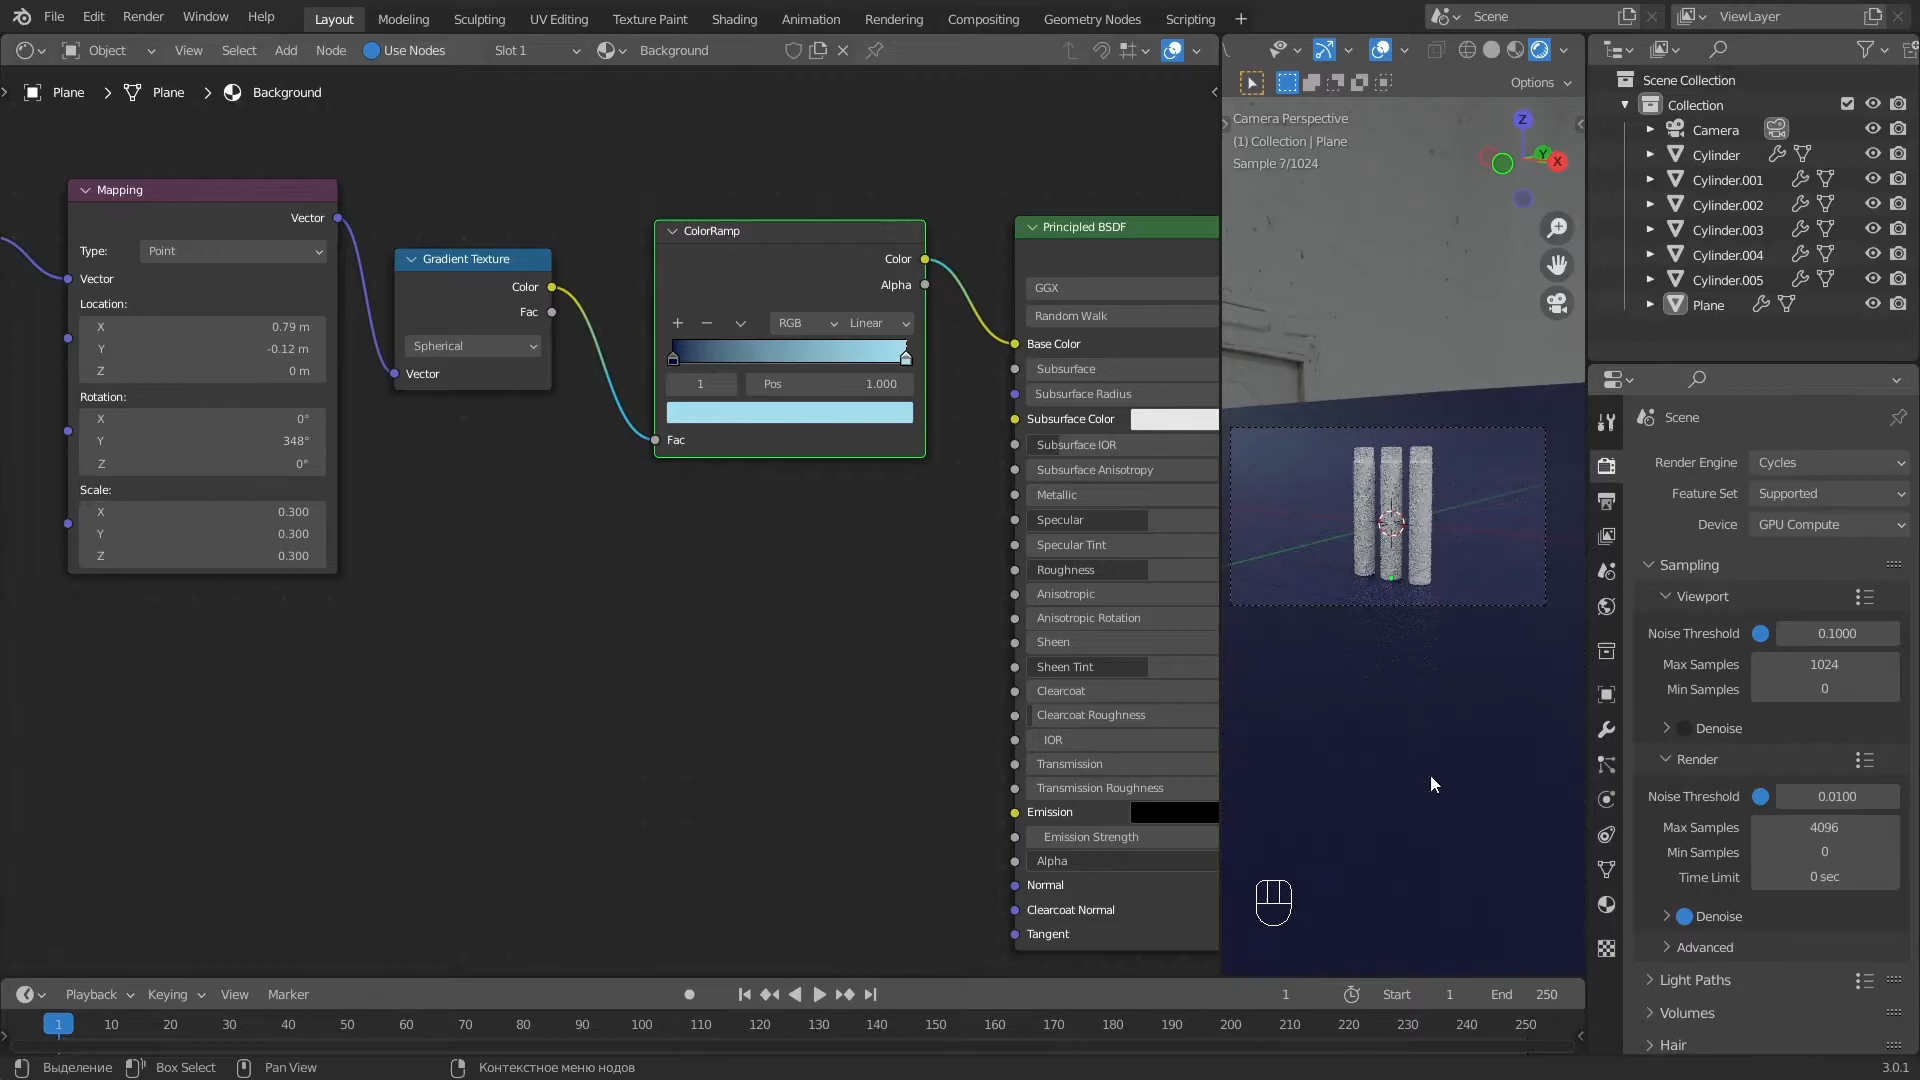 File Edit Render Window Help
Layout Modeling Sculpting UV Editing Texture Paint Shading Animation Rendering Compositing Geometry Nodes Scripting +
Scene
ViewLayer
Object View Select Add Node Use Nodes Slot 1 Background
Options
Plane > Plane > Background
Mapping
Vector
Type: Point
Vector
Location:
X 0.79 m
Y -0.12 m
Z 0 m
Rotation:
X 0°
Y 348°
Z 0°
Scale:
X 0.300
Y 0.300
Z 0.300
Gradient Texture
Color
Fac
Spherical
Vector
ColorRamp
Color
Alpha
RGB Linear
1 Pos 1.000
Fac
Principled BSDF
GGX
Random Walk
Base Color
Subsurface
Subsurface Radius
Subsurface Color
Subsurface IOR
Subsurface Anisotropy
Metallic
Specular
Specular Tint
Roughness
Anisotropic
Anisotropic Rotation
Sheen
Sheen Tint
Clearcoat
Clearcoat Roughness
IOR
Transmission
Transmission Roughness
Emission
Emission Strength
Alpha
Normal
Clearcoat Normal
Tangent
Camera Perspective
(1) Collection | Plane
Sample 7/1024
Z
Y
X
Scene Collection
Collection
Camera
Cylinder
Cylinder.001
Cylinder.002
Cylinder.003
Cylinder.004
Cylinder.005
Plane
Scene
Render Engine Cycles
Feature Set Supported
Device GPU Compute
Sampling
Viewport
Noise Threshold 0.1000
Max Samples 1024
Min Samples 0
Denoise
Render
Noise Threshold 0.0100
Max Samples 4096
Min Samples 0
Time Limit 0 sec
Denoise
Advanced
Light Paths
Volumes
Hair
Playback Keying View Marker
1 Start 1 End 250
1 10 20 30 40 50 60 70 80 90 100 110 120 130 140 150 160 170 180 190 200 210 220 230 240 250
Выделение Box Select Pan View Контекстное меню нодов
3.0.1